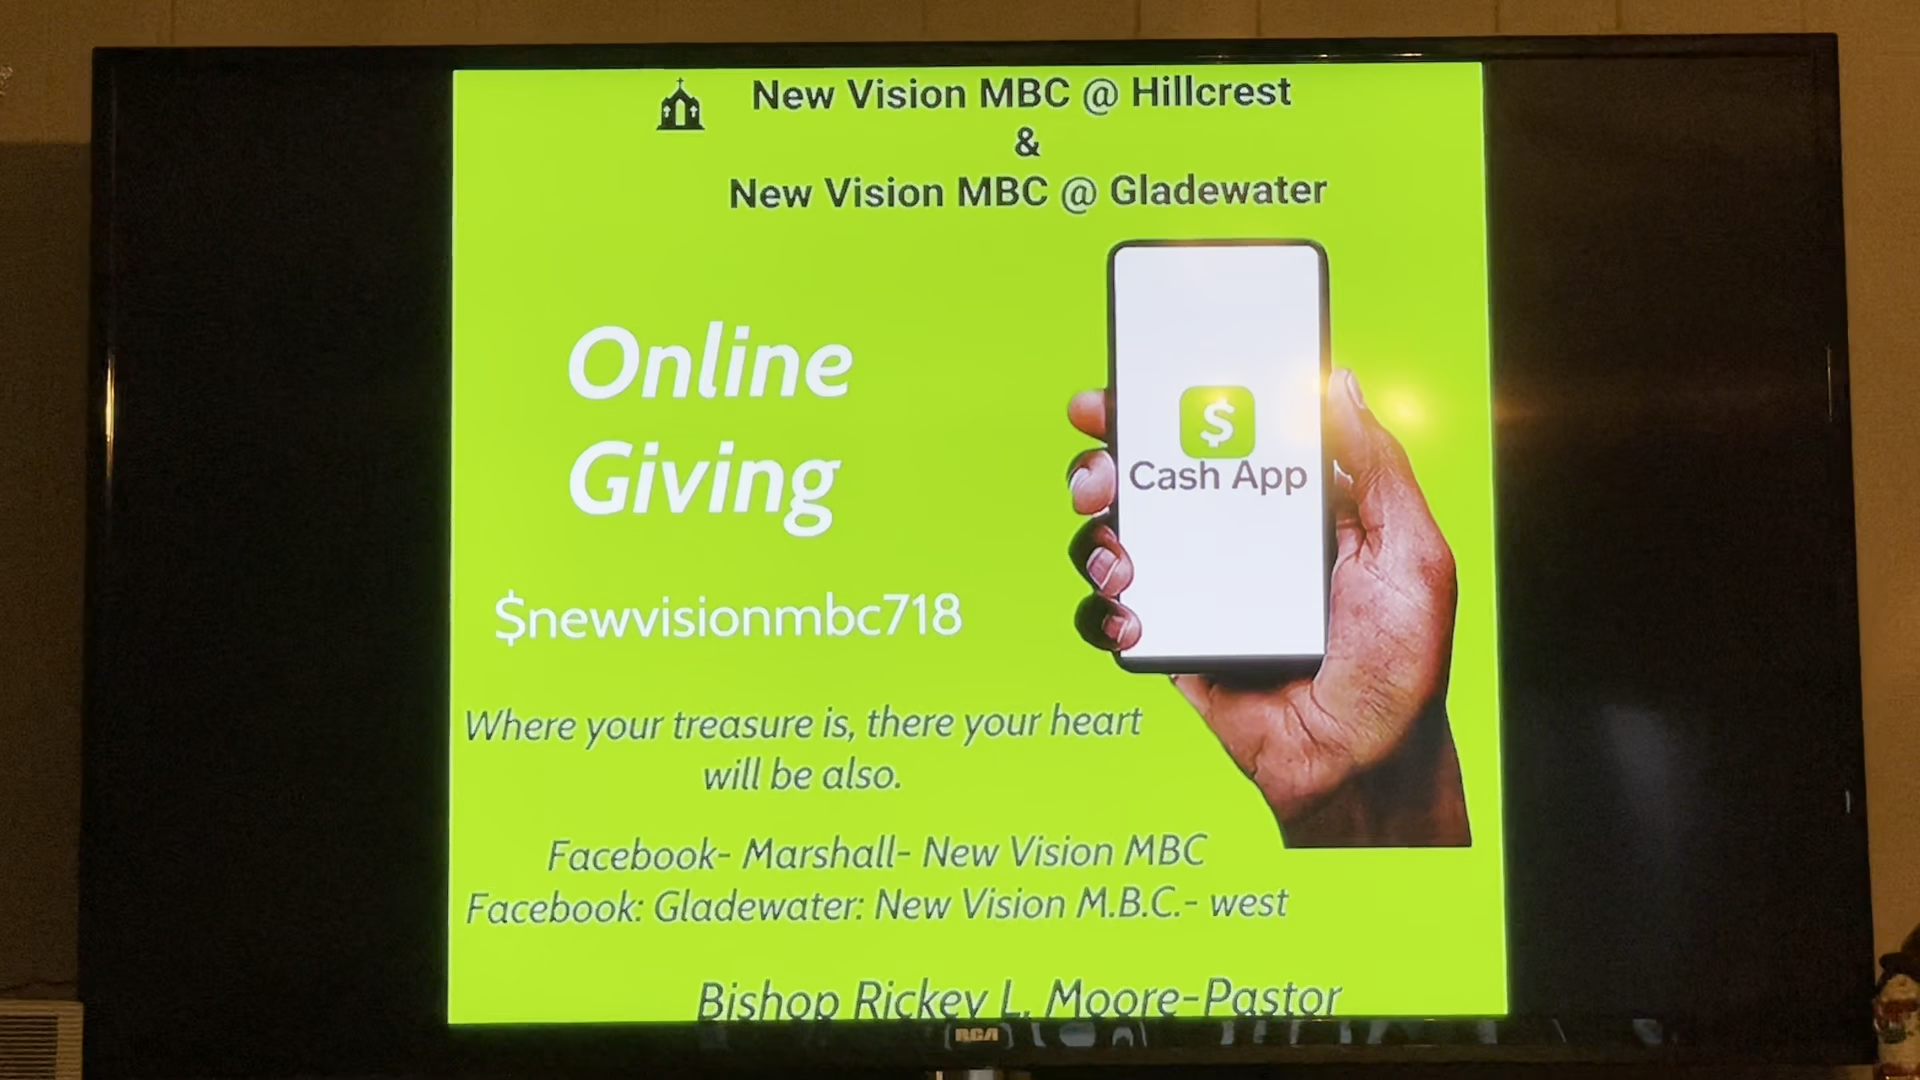 New Vision MBC @ Hillcrest
&
New Vision MBC @ Gladewater
Online
Giving
$
Cash App
$newvisionmbc718
Where your treasure is, there your heart
will be also.
Facebook- Marshall- New Vision MBC
Facebook: Gladewater: New Vision M.B.C.- west
Bishop Rickey L. Moore-Pastor
RCA